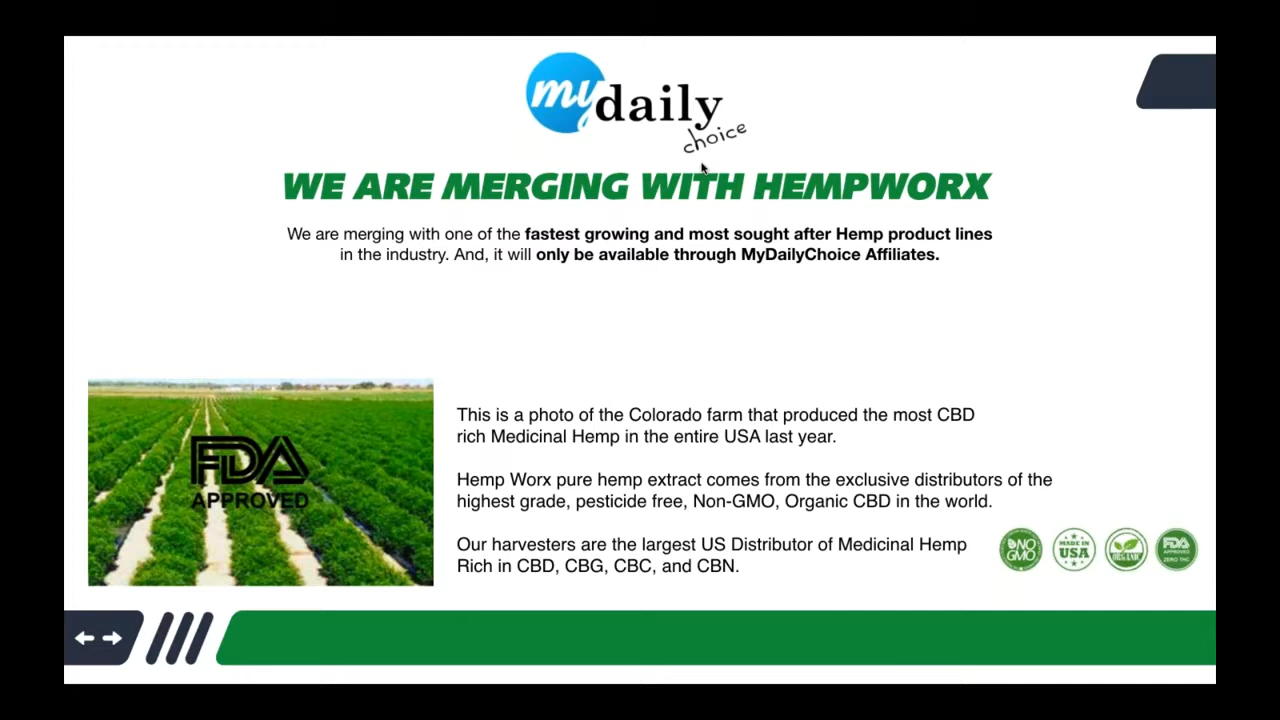 my daily
choice
WE ARE MERGING WITH HEMPWORX
We are merging with one of the fastest growing and most sought after Hemp product lines
in the industry. And, it will only be available through MyDailyChoice Affiliates.
FDA
APPROVED
This is a photo of the Colorado farm that produced the most CBD
rich Medicinal Hemp in the entire USA last year.
Hemp Worx pure hemp extract comes from the exclusive distributors of the
highest grade, pesticide free, Non-GMO, Organic CBD in the world.
Our harvesters are the largest US Distributor of Medicinal Hemp
Rich in CBD, CBG, CBC, and CBN.
NO
GMO
MADE IN
USA
ORGANIC
FDA
APPROVED
ZERO THC